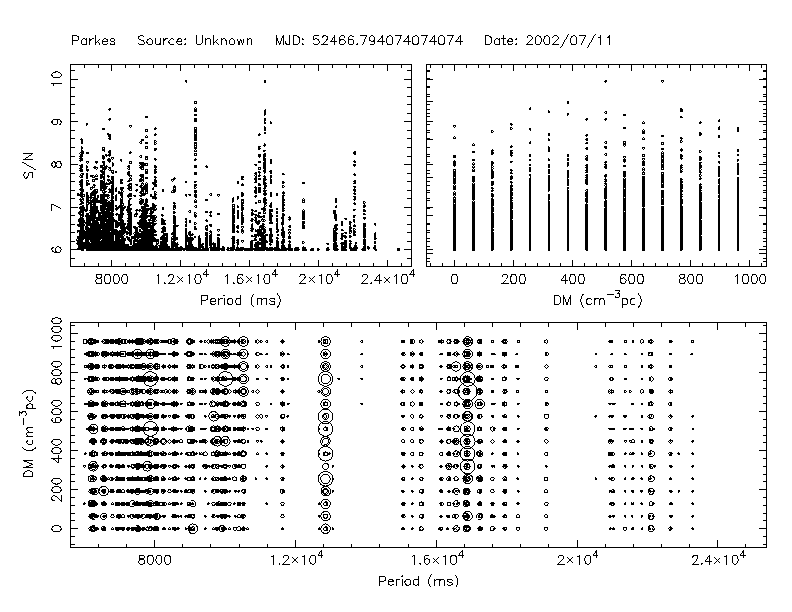 Parkes Source: Unknown MJD: 52466.794074074074 Date: 2002/07/11
10
9
8
7
6
S/N
8000 1.2×10⁴ 1.6×10⁴ 2×10⁴ 2.4×10⁴
Period (ms)
0 200 400 600 800 1000
DM (cm⁻³pc)
1000
800
600
400
200
0
DM (cm⁻³pc)
8000 1.2×10⁴ 1.6×10⁴ 2×10⁴ 2.4×10⁴
Period (ms)